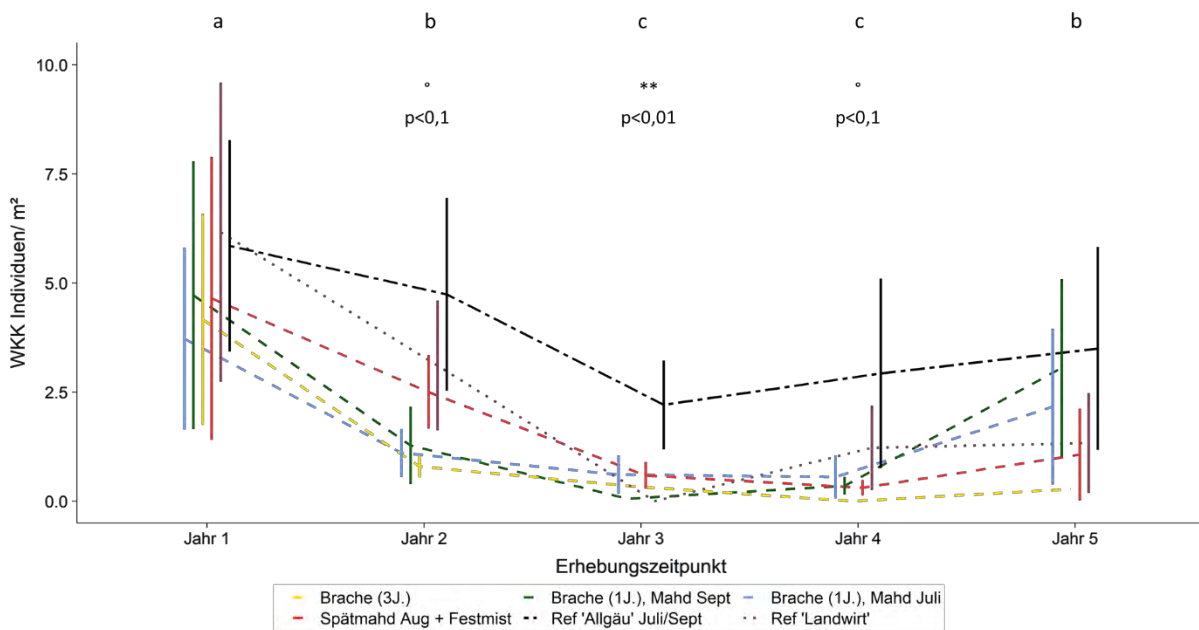 a b c c b
° ** °
p<0,1 p<0,01 p<0,1
10.0
7.5
5.0
2.5
0.0
WKK Individuen/ m²
Jahr 1 Jahr 2 Jahr 3 Jahr 4 Jahr 5
Erhebungszeitpunkt
Brache (3J.) Brache (1J.), Mahd Sept Brache (1J.), Mahd Juli
Spätmahd Aug + Festmist Ref 'Allgäu' Juli/Sept Ref 'Landwirt'